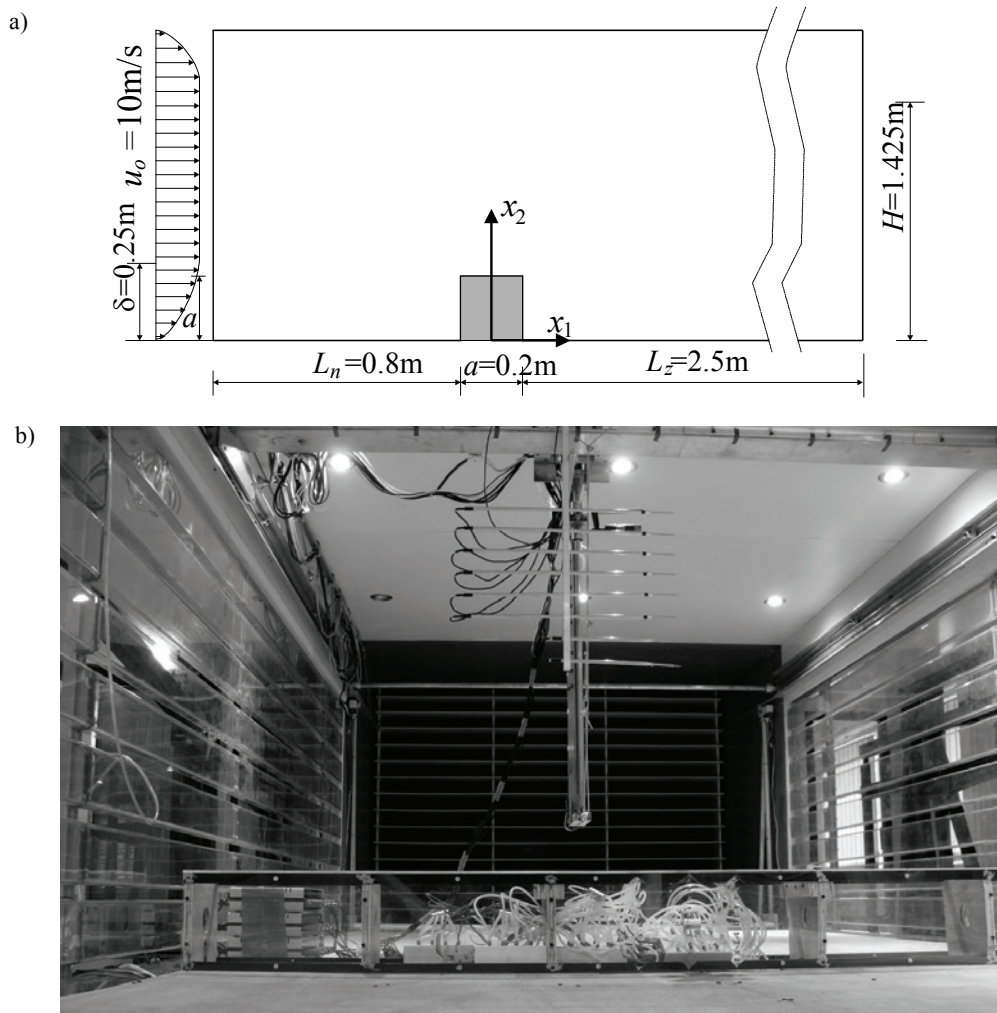 a)
u_o = 10m/s
δ=0.25m
a
x_2
x_1
H=1.425m
L_n=0.8m
a=0.2m
L_z=2.5m
b)